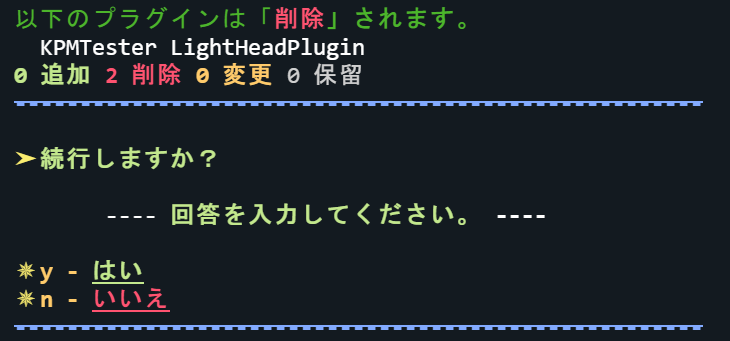 以下のプラグインは「削除」されます。
KPMTester LightHeadPlugin
0 追加 2 削除 0 変更 0 保留
➤続行しますか？
---- 回答を入力してください。 ----
✵y - はい
✵n - いいえ